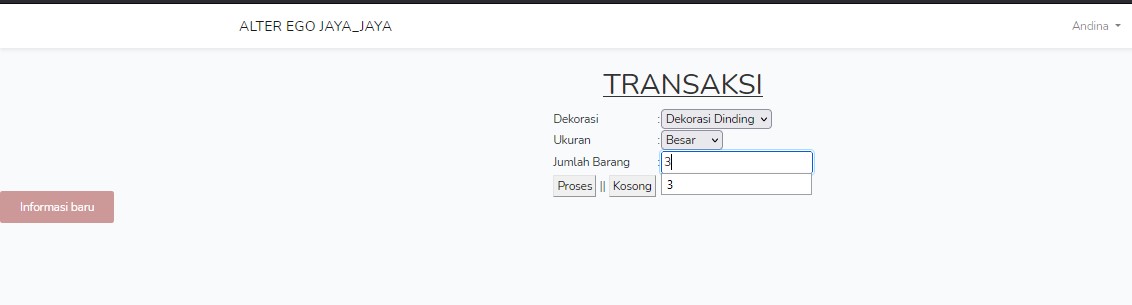 ALTER EGO JAYA_JAYA
Andina
TRANSAKSI
Dekorasi : Dekorasi Dinding
Ukuran : Besar
Jumlah Barang : 3
Proses || Kosong 3
Informasi baru